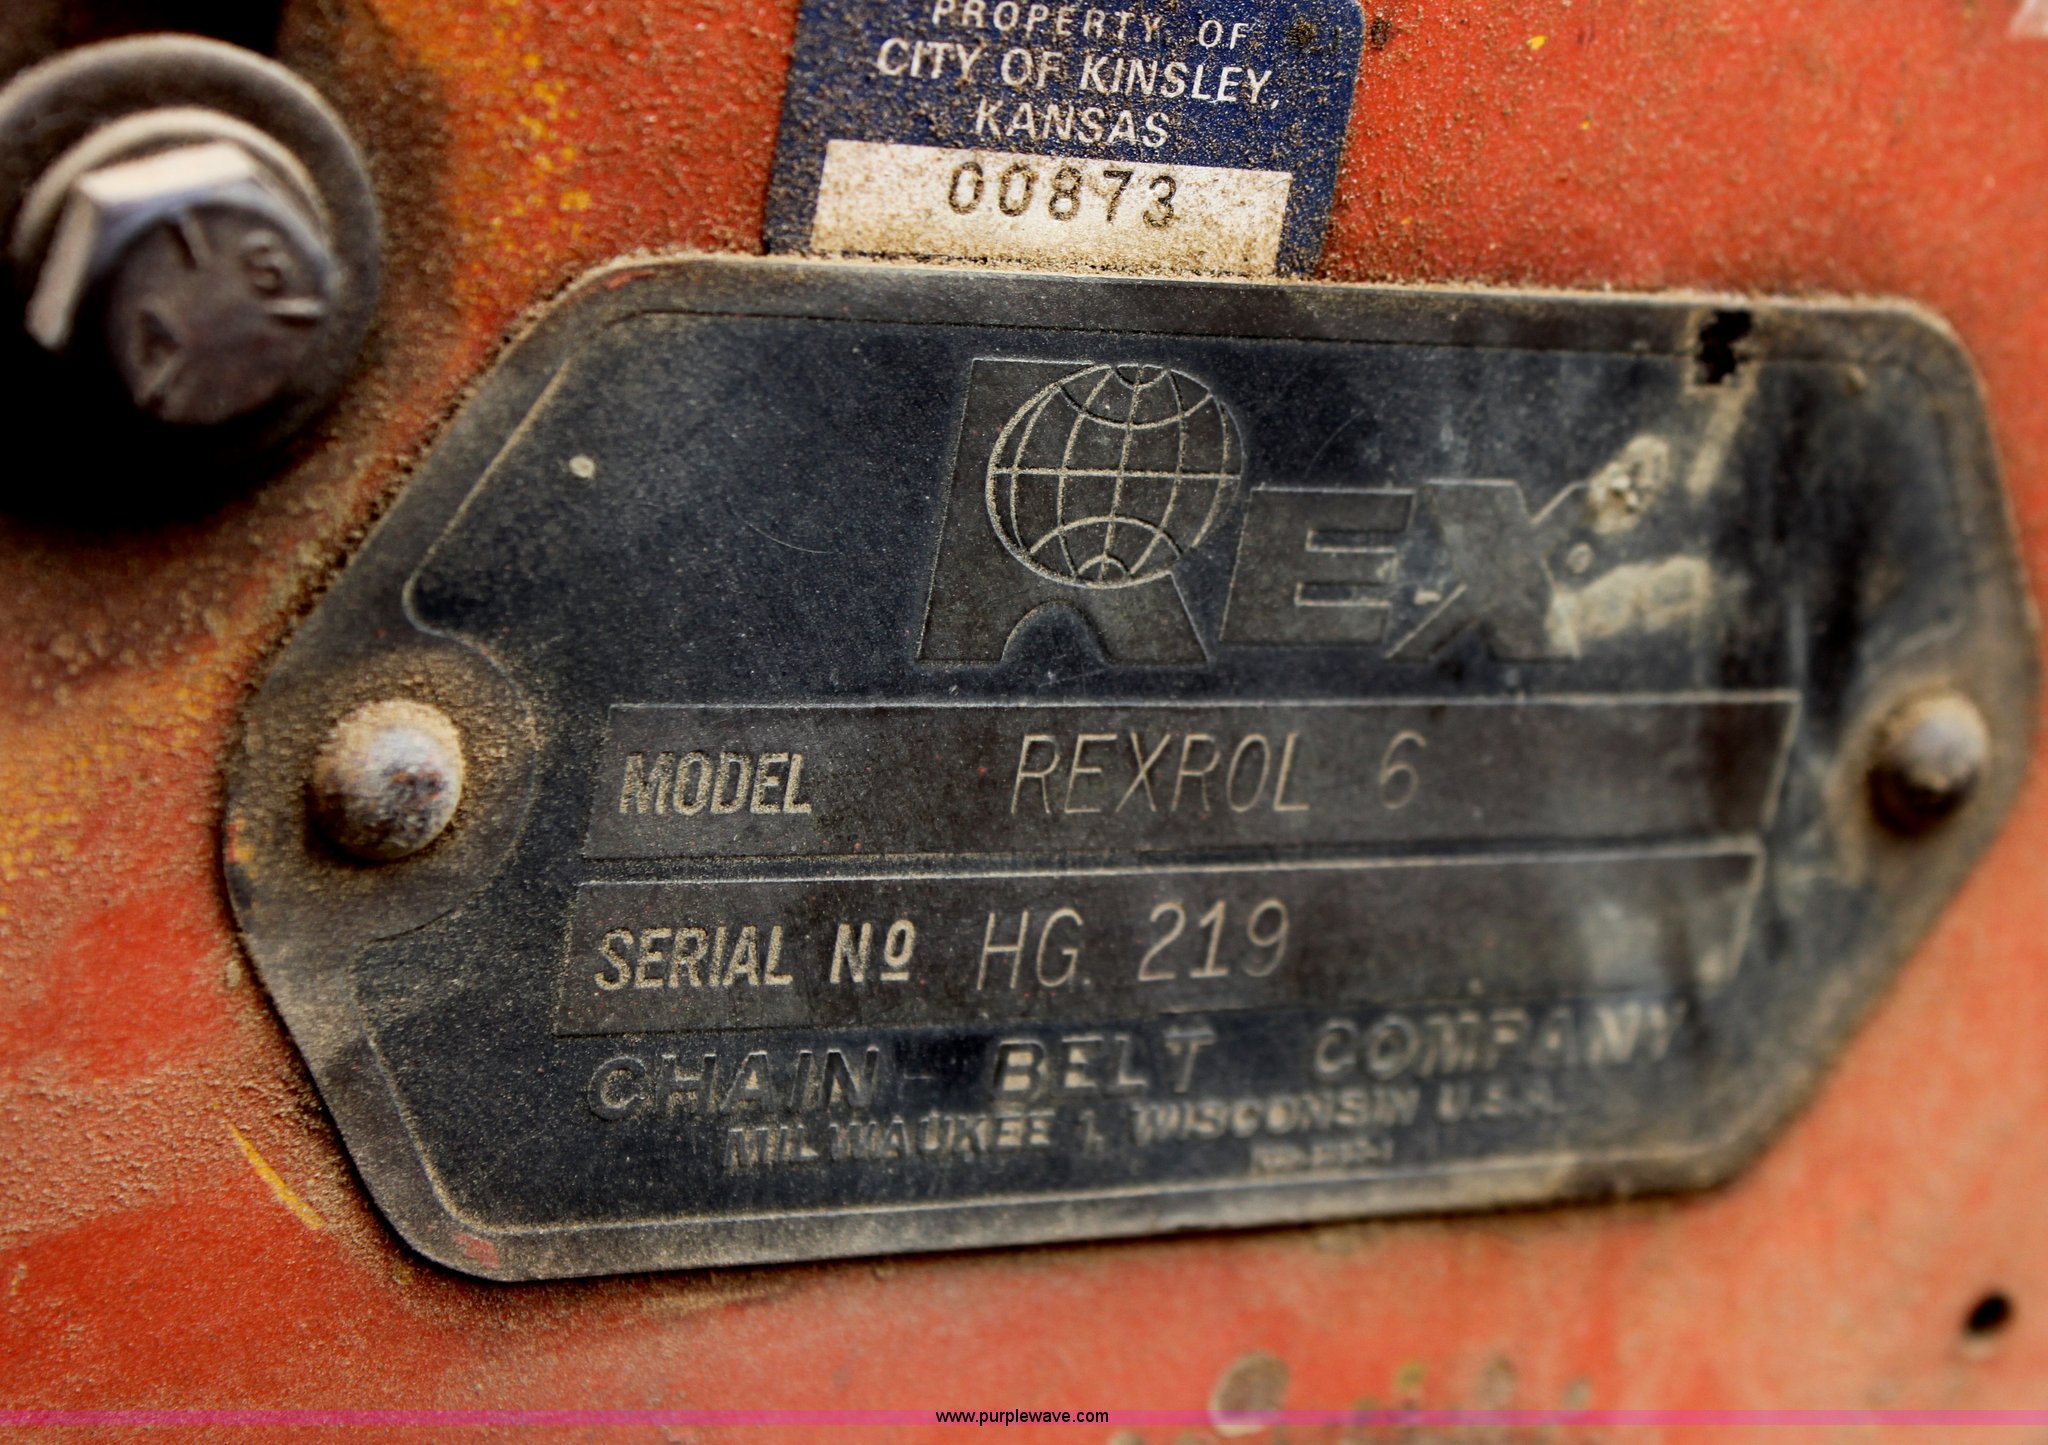 PROPERTY OF
CITY OF KINSLEY,
KANSAS
00873
REX
MODEL REXROL 6
SERIAL Nº HG 219
CHAIN BELT COMPANY
MILWAUKEE 1, WISCONSIN U.S.A.
www.purplewave.com